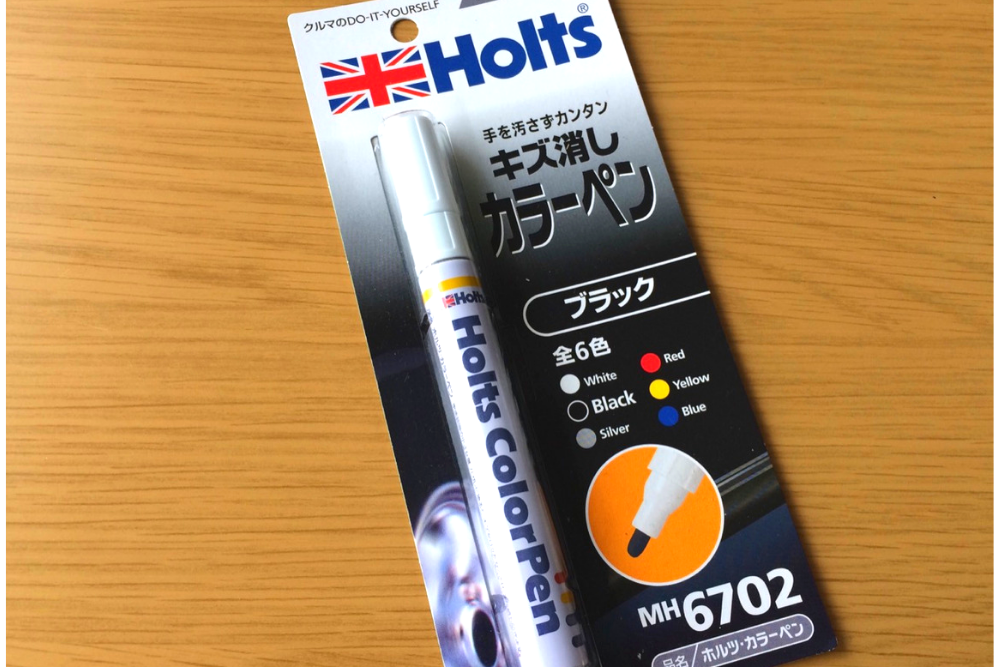 クルマのDO-IT-YOURSELF
Holts®
手を汚さずカンタン
キズ消し
カラーペン
ブラック
全6色
White
Black
Silver
Red
Yellow
Blue
MH6702
品名/ホルツ・カラーペン
Holts
Holts ColorPen